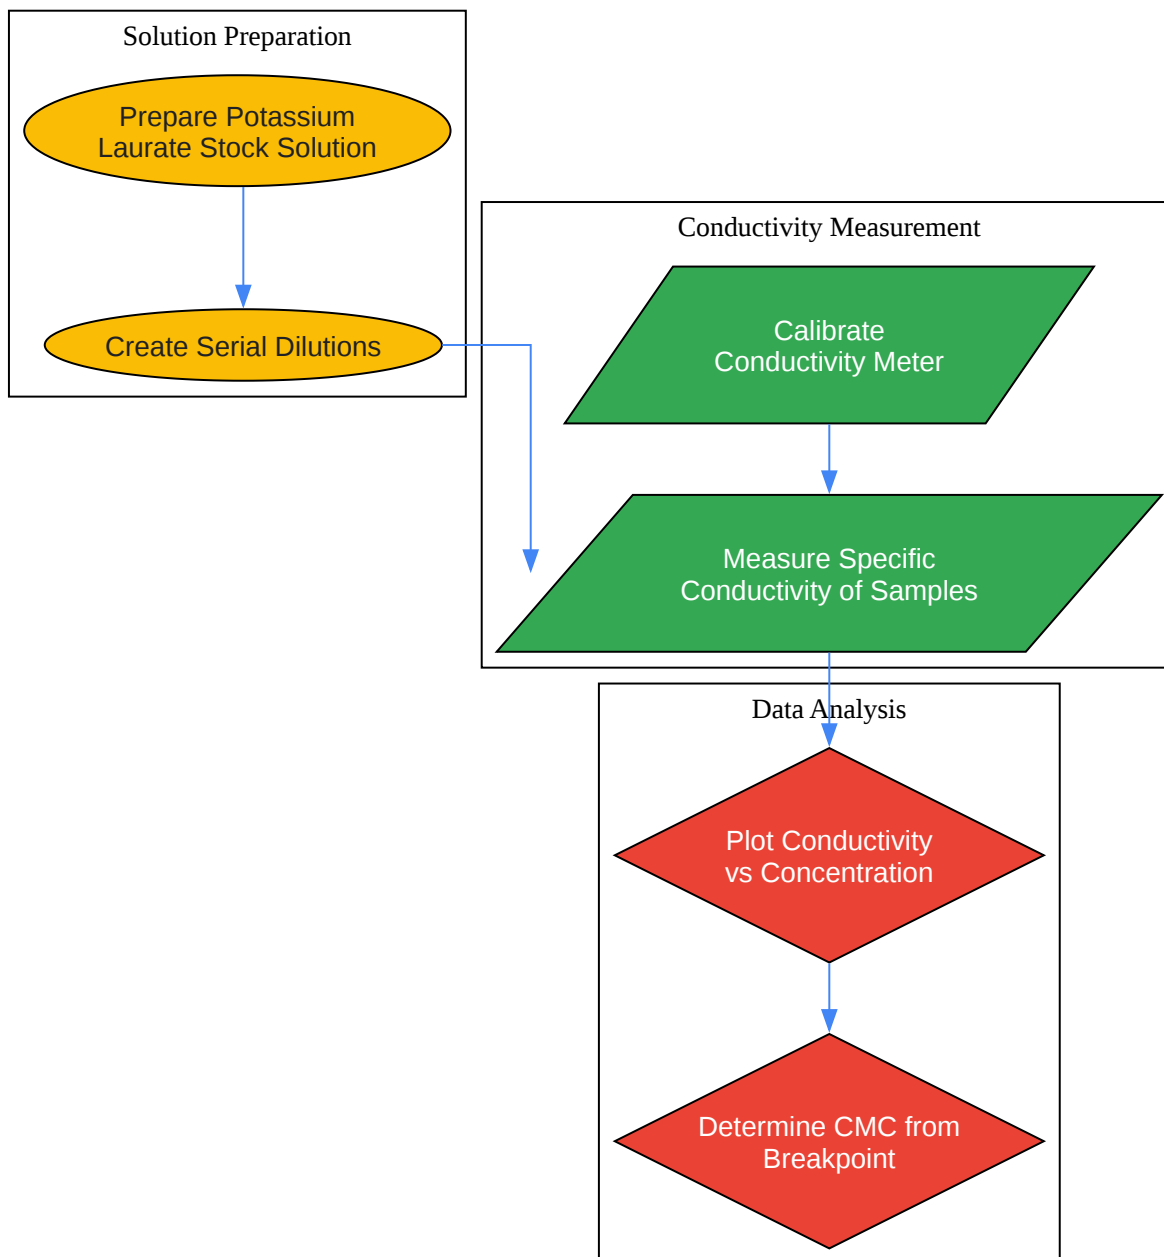 Solution Preparation
Prepare Potassium
Laurate Stock Solution
Create Serial Dilutions
Conductivity Measurement
Calibrate
Conductivity Meter
Measure Specific
Conductivity of Samples
Data Analysis
Plot Conductivity
vs Concentration
Determine CMC from
Breakpoint